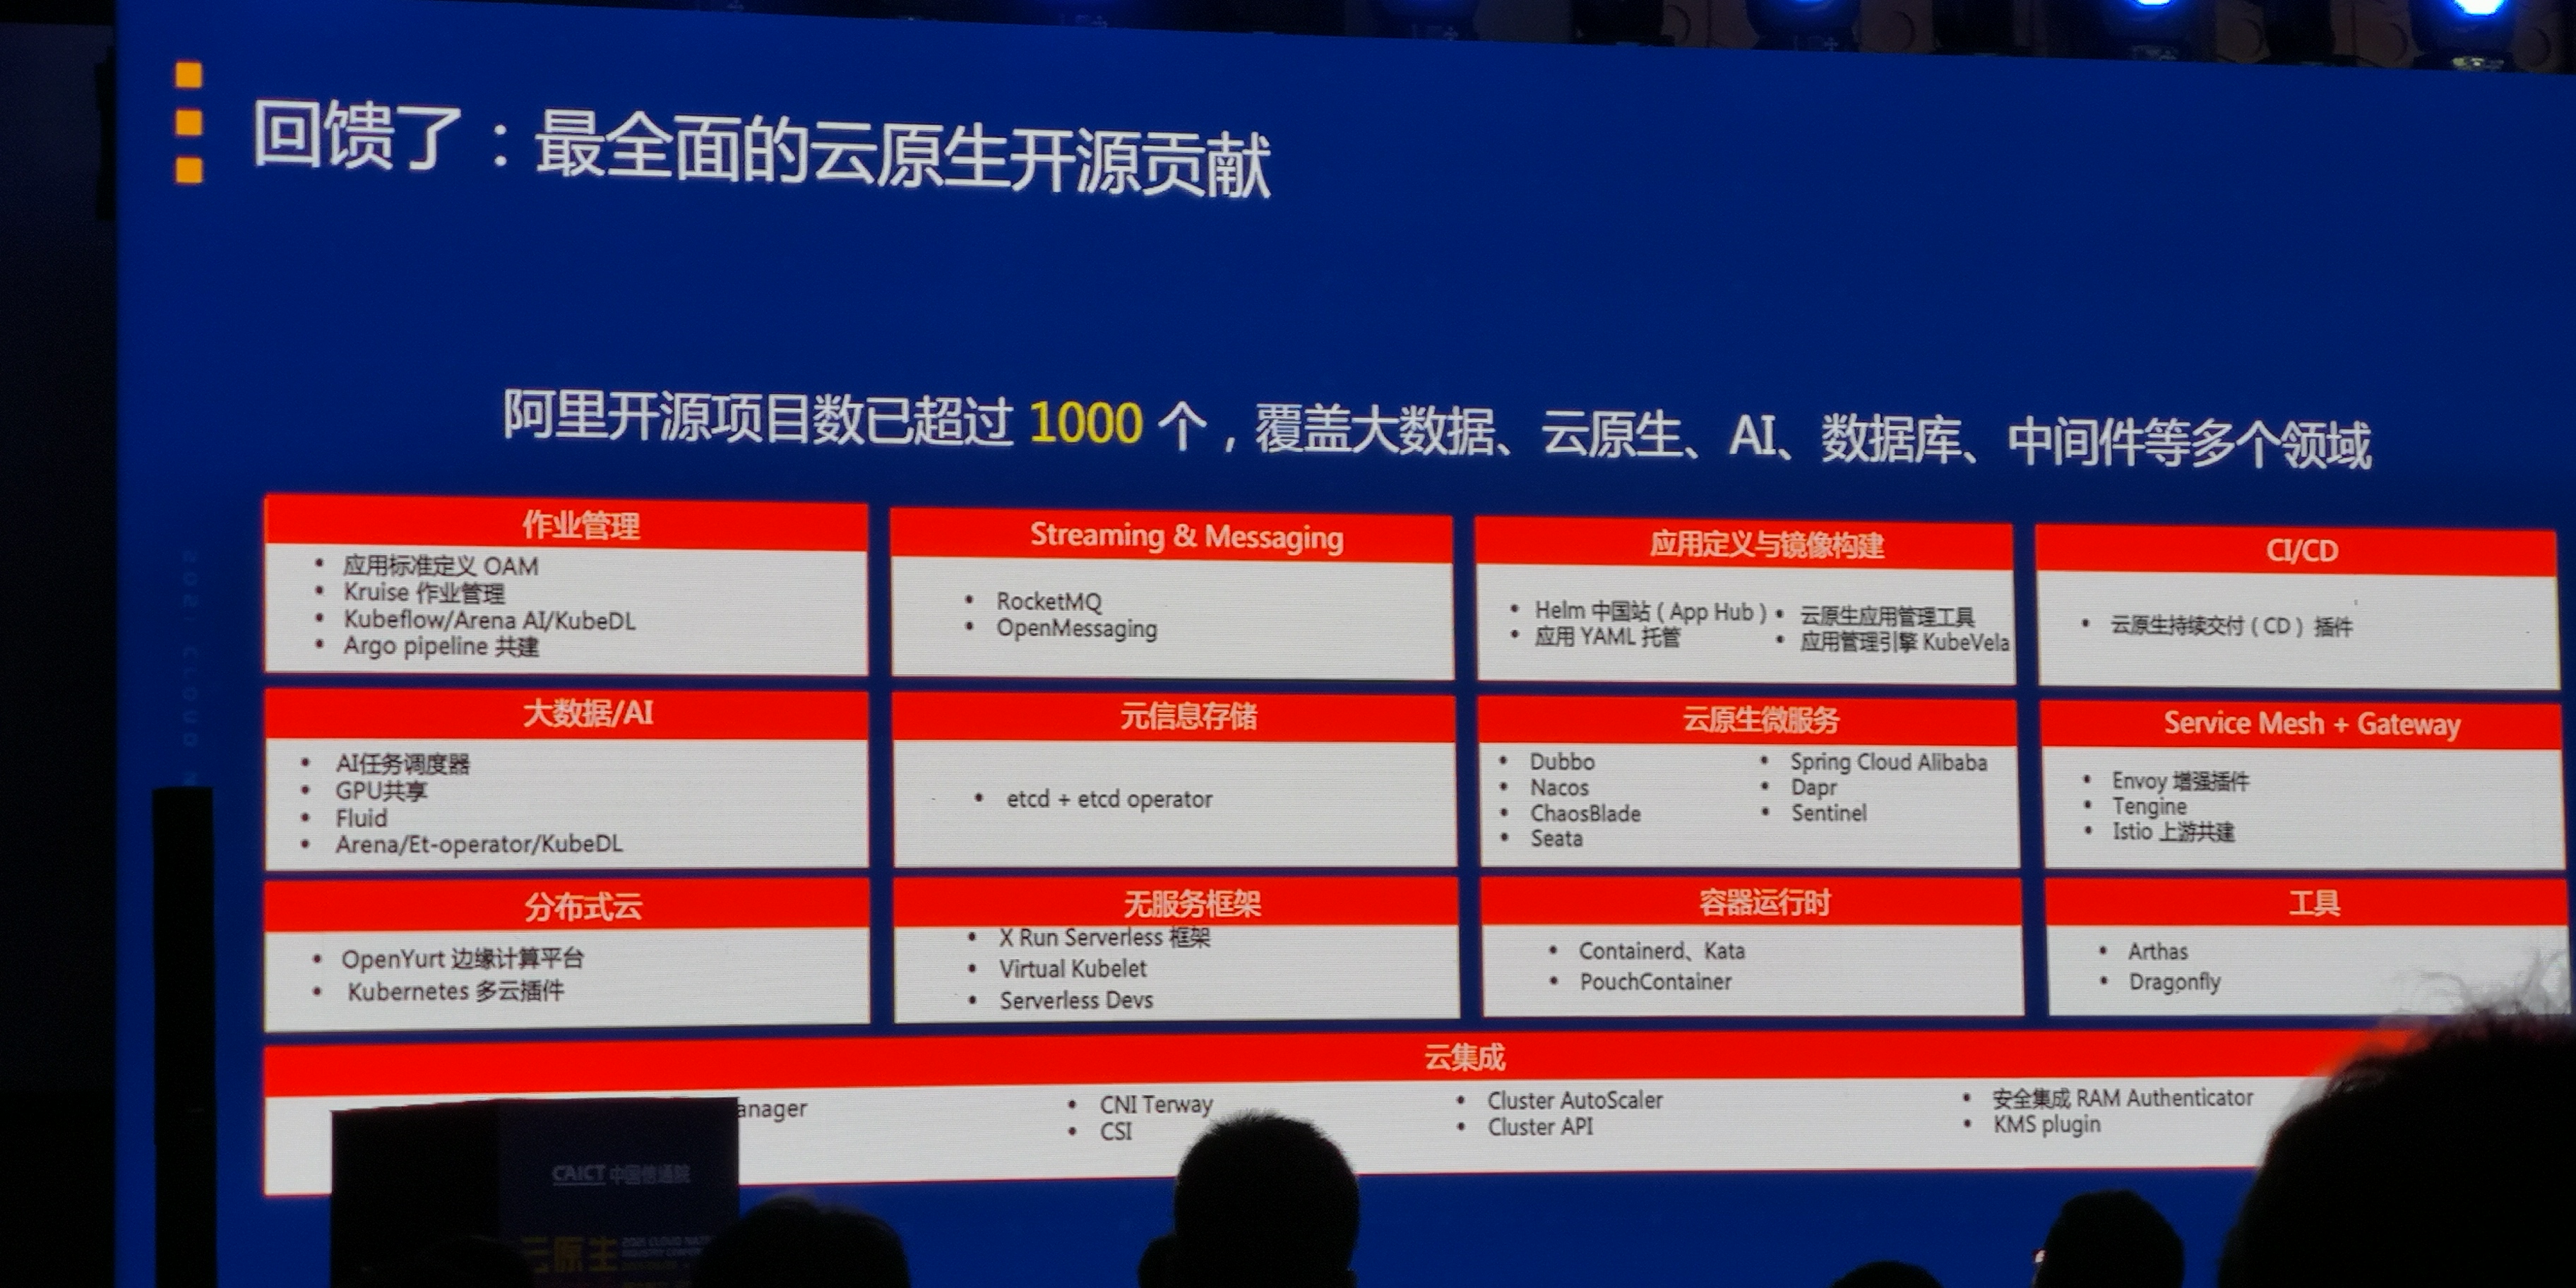 回馈了：最全面的云原生开源贡献
阿里开源项目数已超过 1000 个，覆盖大数据、云原生、AI、数据库、中间件等多个领域
作业管理
• 应用标准定义 OAM
• Kruise 作业管理
• Kubeflow/Arena AI/KubeDL
• Argo pipeline 共建
Streaming & Messaging
• RocketMQ
• OpenMessaging
应用定义与镜像构建
• Helm 中国站（App Hub）
• 应用 YAML 托管
• 云原生应用管理工具
• 应用管理引擎 KubeVela
CI/CD
• 云原生持续交付（CD）插件
大数据/AI
• AI任务调度器
• GPU共享
• Fluid
• Arena/Et-operator/KubeDL
元信息存储
• etcd + etcd operator
云原生微服务
• Dubbo
• Nacos
• ChaosBlade
• Seata
• Spring Cloud Alibaba
• Dapr
• Sentinel
Service Mesh + Gateway
• Envoy 增强插件
• Tengine
• Istio 上游共建
分布式云
• OpenYurt 边缘计算平台
• Kubernetes 多云插件
无服务框架
• X Run Serverless 框架
• Virtual Kubelet
• Serverless Devs
容器运行时
• Containerd、Kata
• PouchContainer
工具
• Arthas
• Dragonfly
云集成
anager
• CNI Terway
• CSI
• Cluster AutoScaler
• Cluster API
• 安全集成 RAM Authenticator
• KMS plugin
CAICT 中国信通院
云原生